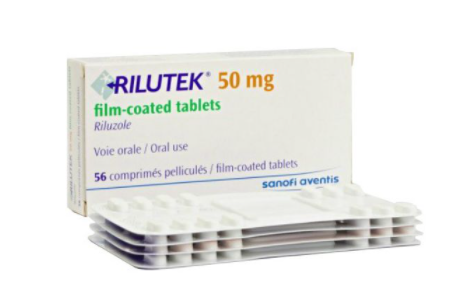 RILUTEK® 50 mg
film-coated tablets
Riluzole
Voie orale / Oral use
56 comprimés pelliculés / film-coated tablets
sanofi aventis